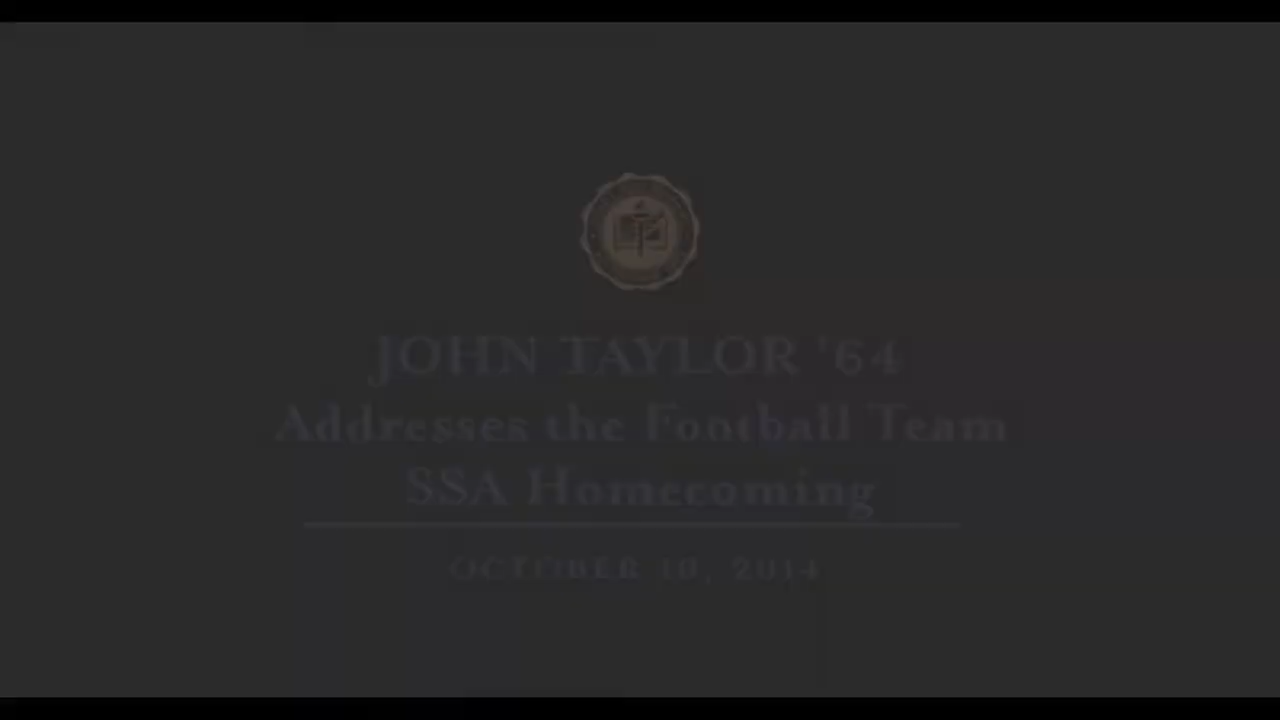 JOHN TAYLOR '64
Addresses the Football Team
SSA Homecoming
OCTOBER 10, 2014